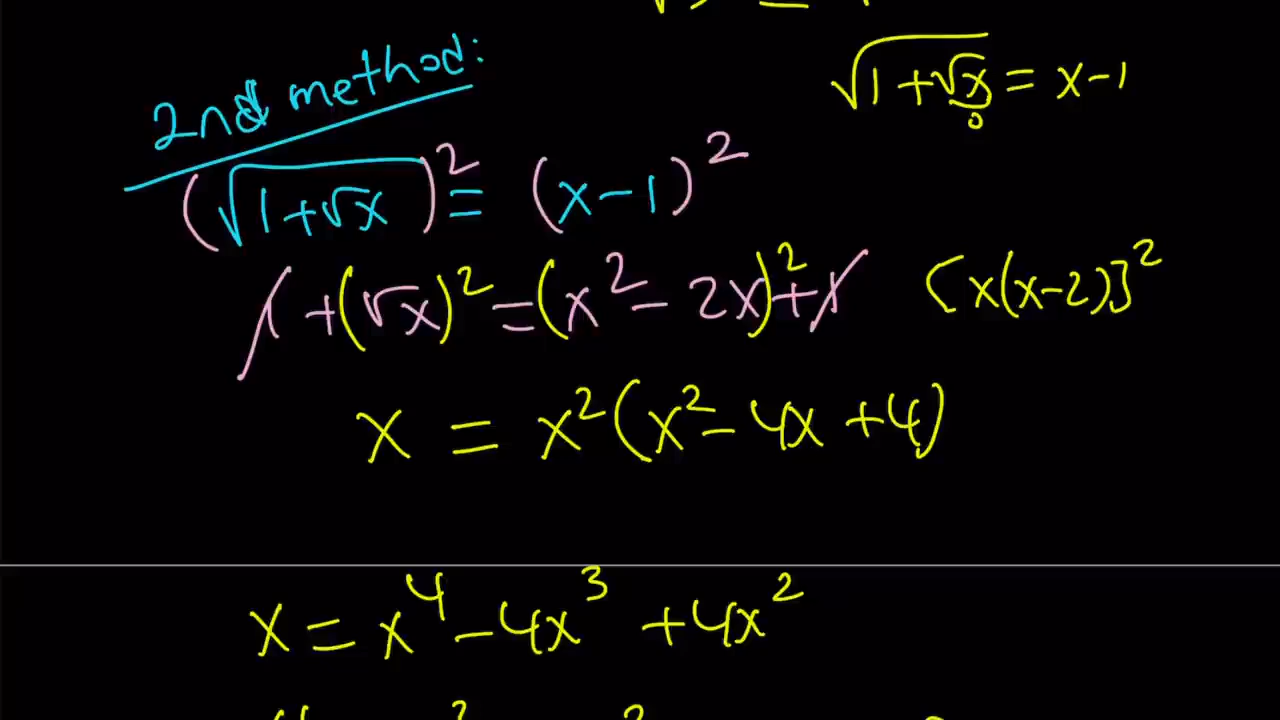 2nd method:
√(1+√x) = x-1
0
(√(1+√x))² = (x-1)²
1+(√x)² = (x²-2x)²+1
[x(x-2)]²
x = x²(x²-4x+4)
x = x⁴-4x³+4x²